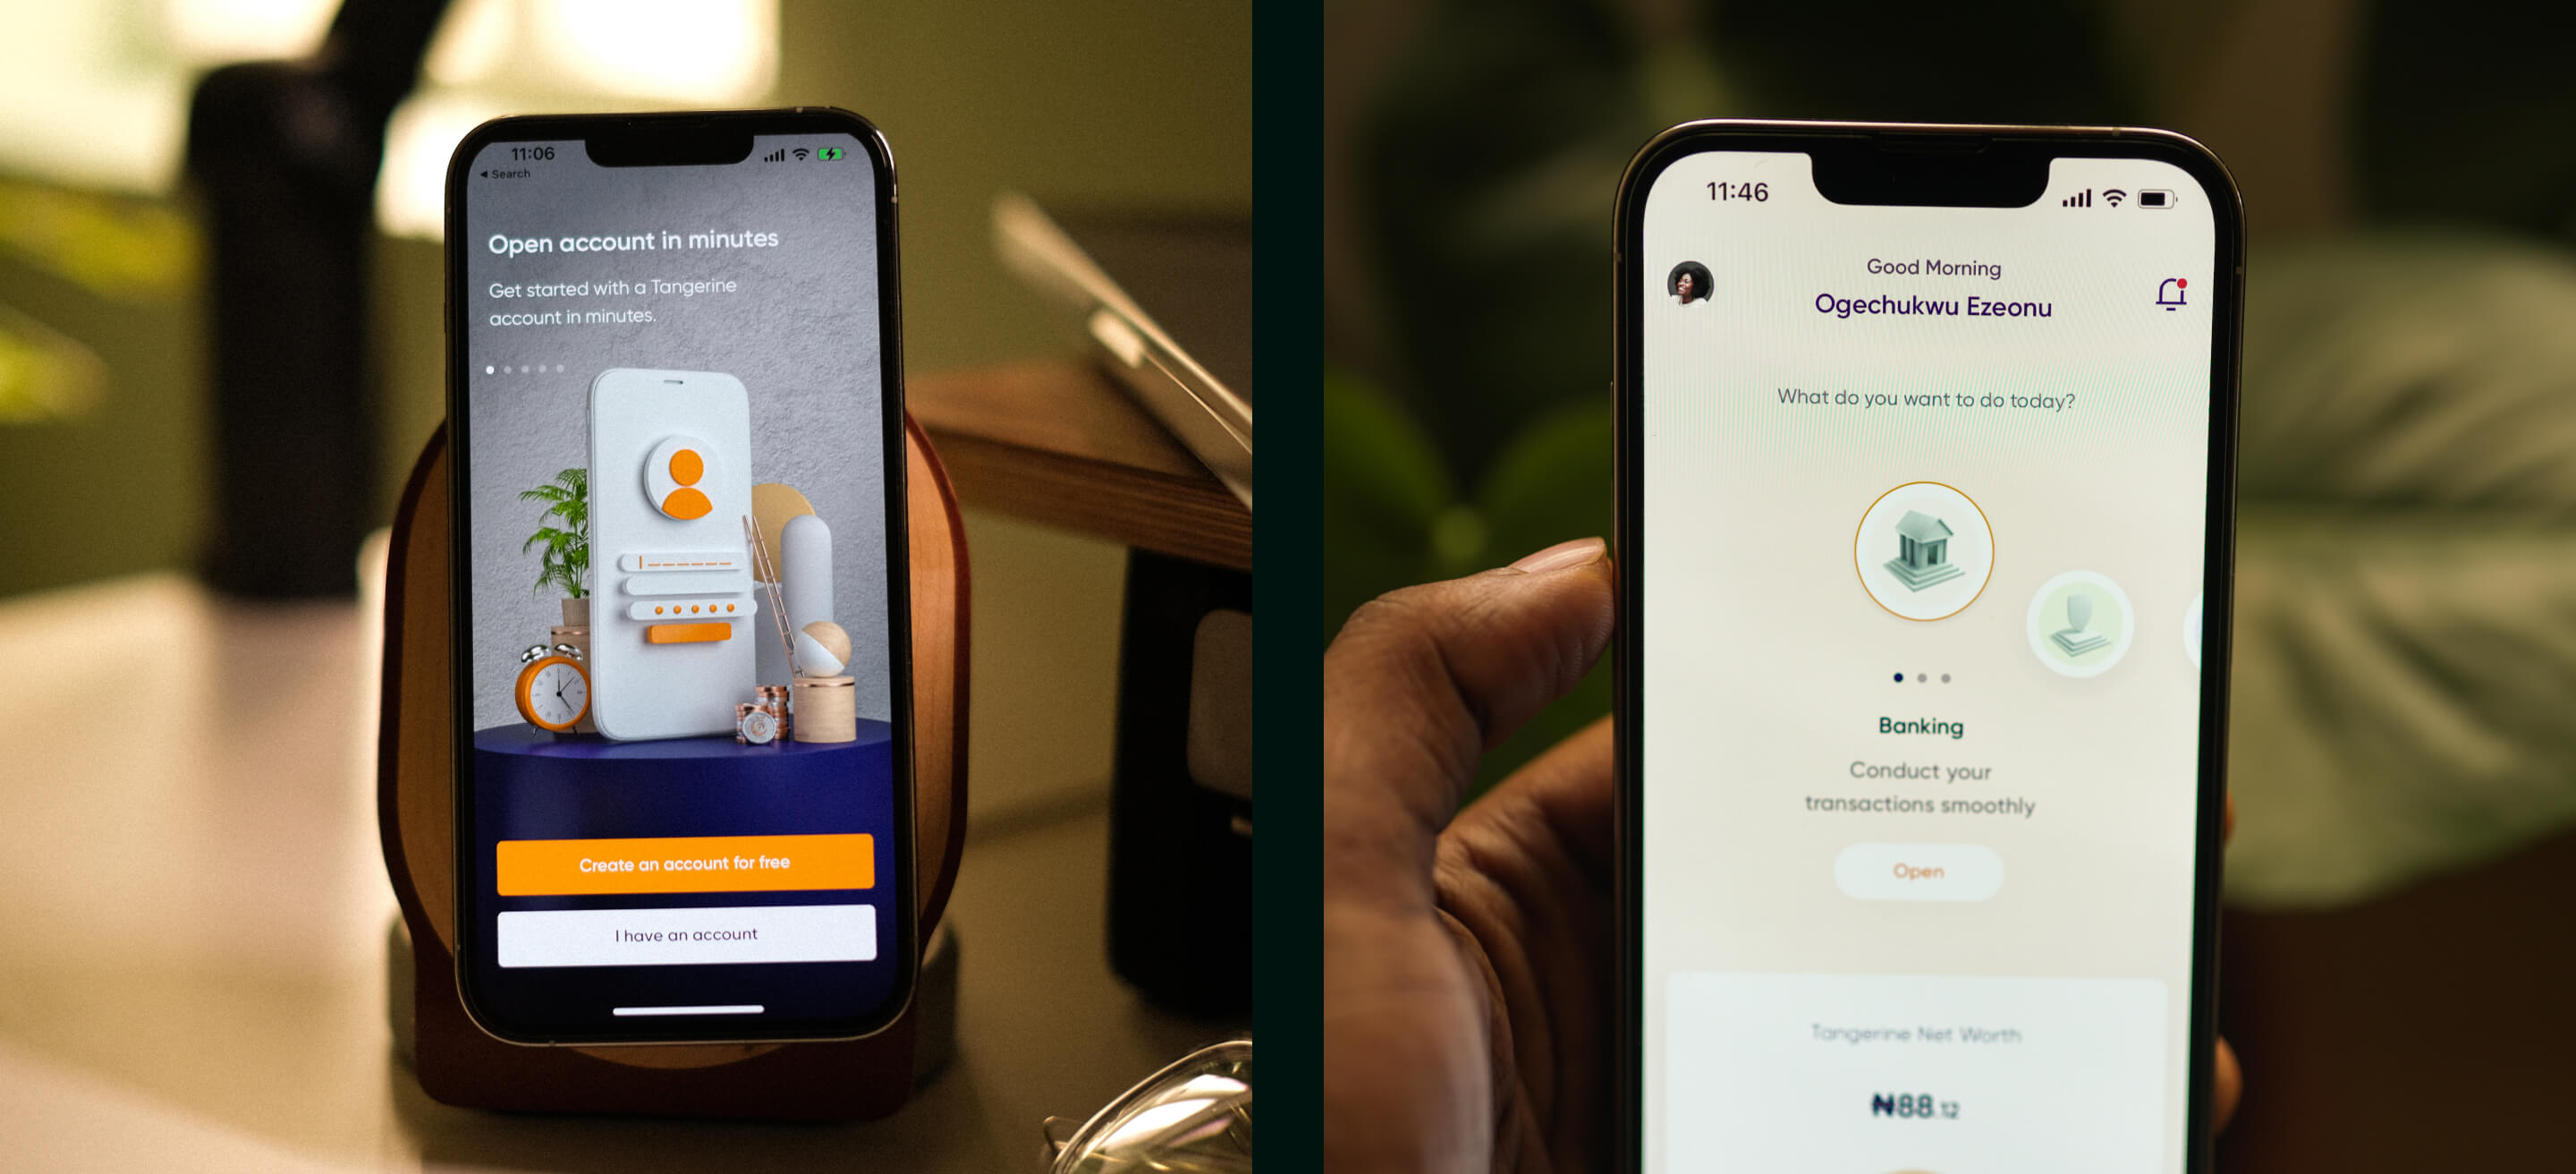 11:06
Search
Open account in minutes
Get started with a Tangerine
account in minutes.
Create an account for free
I have an account
11:46
Good Morning
Ogechukwu Ezeonu
What do you want to do today?
Banking
Conduct your
transactions smoothly
Open
Tangerine Net Worth
₦88.12